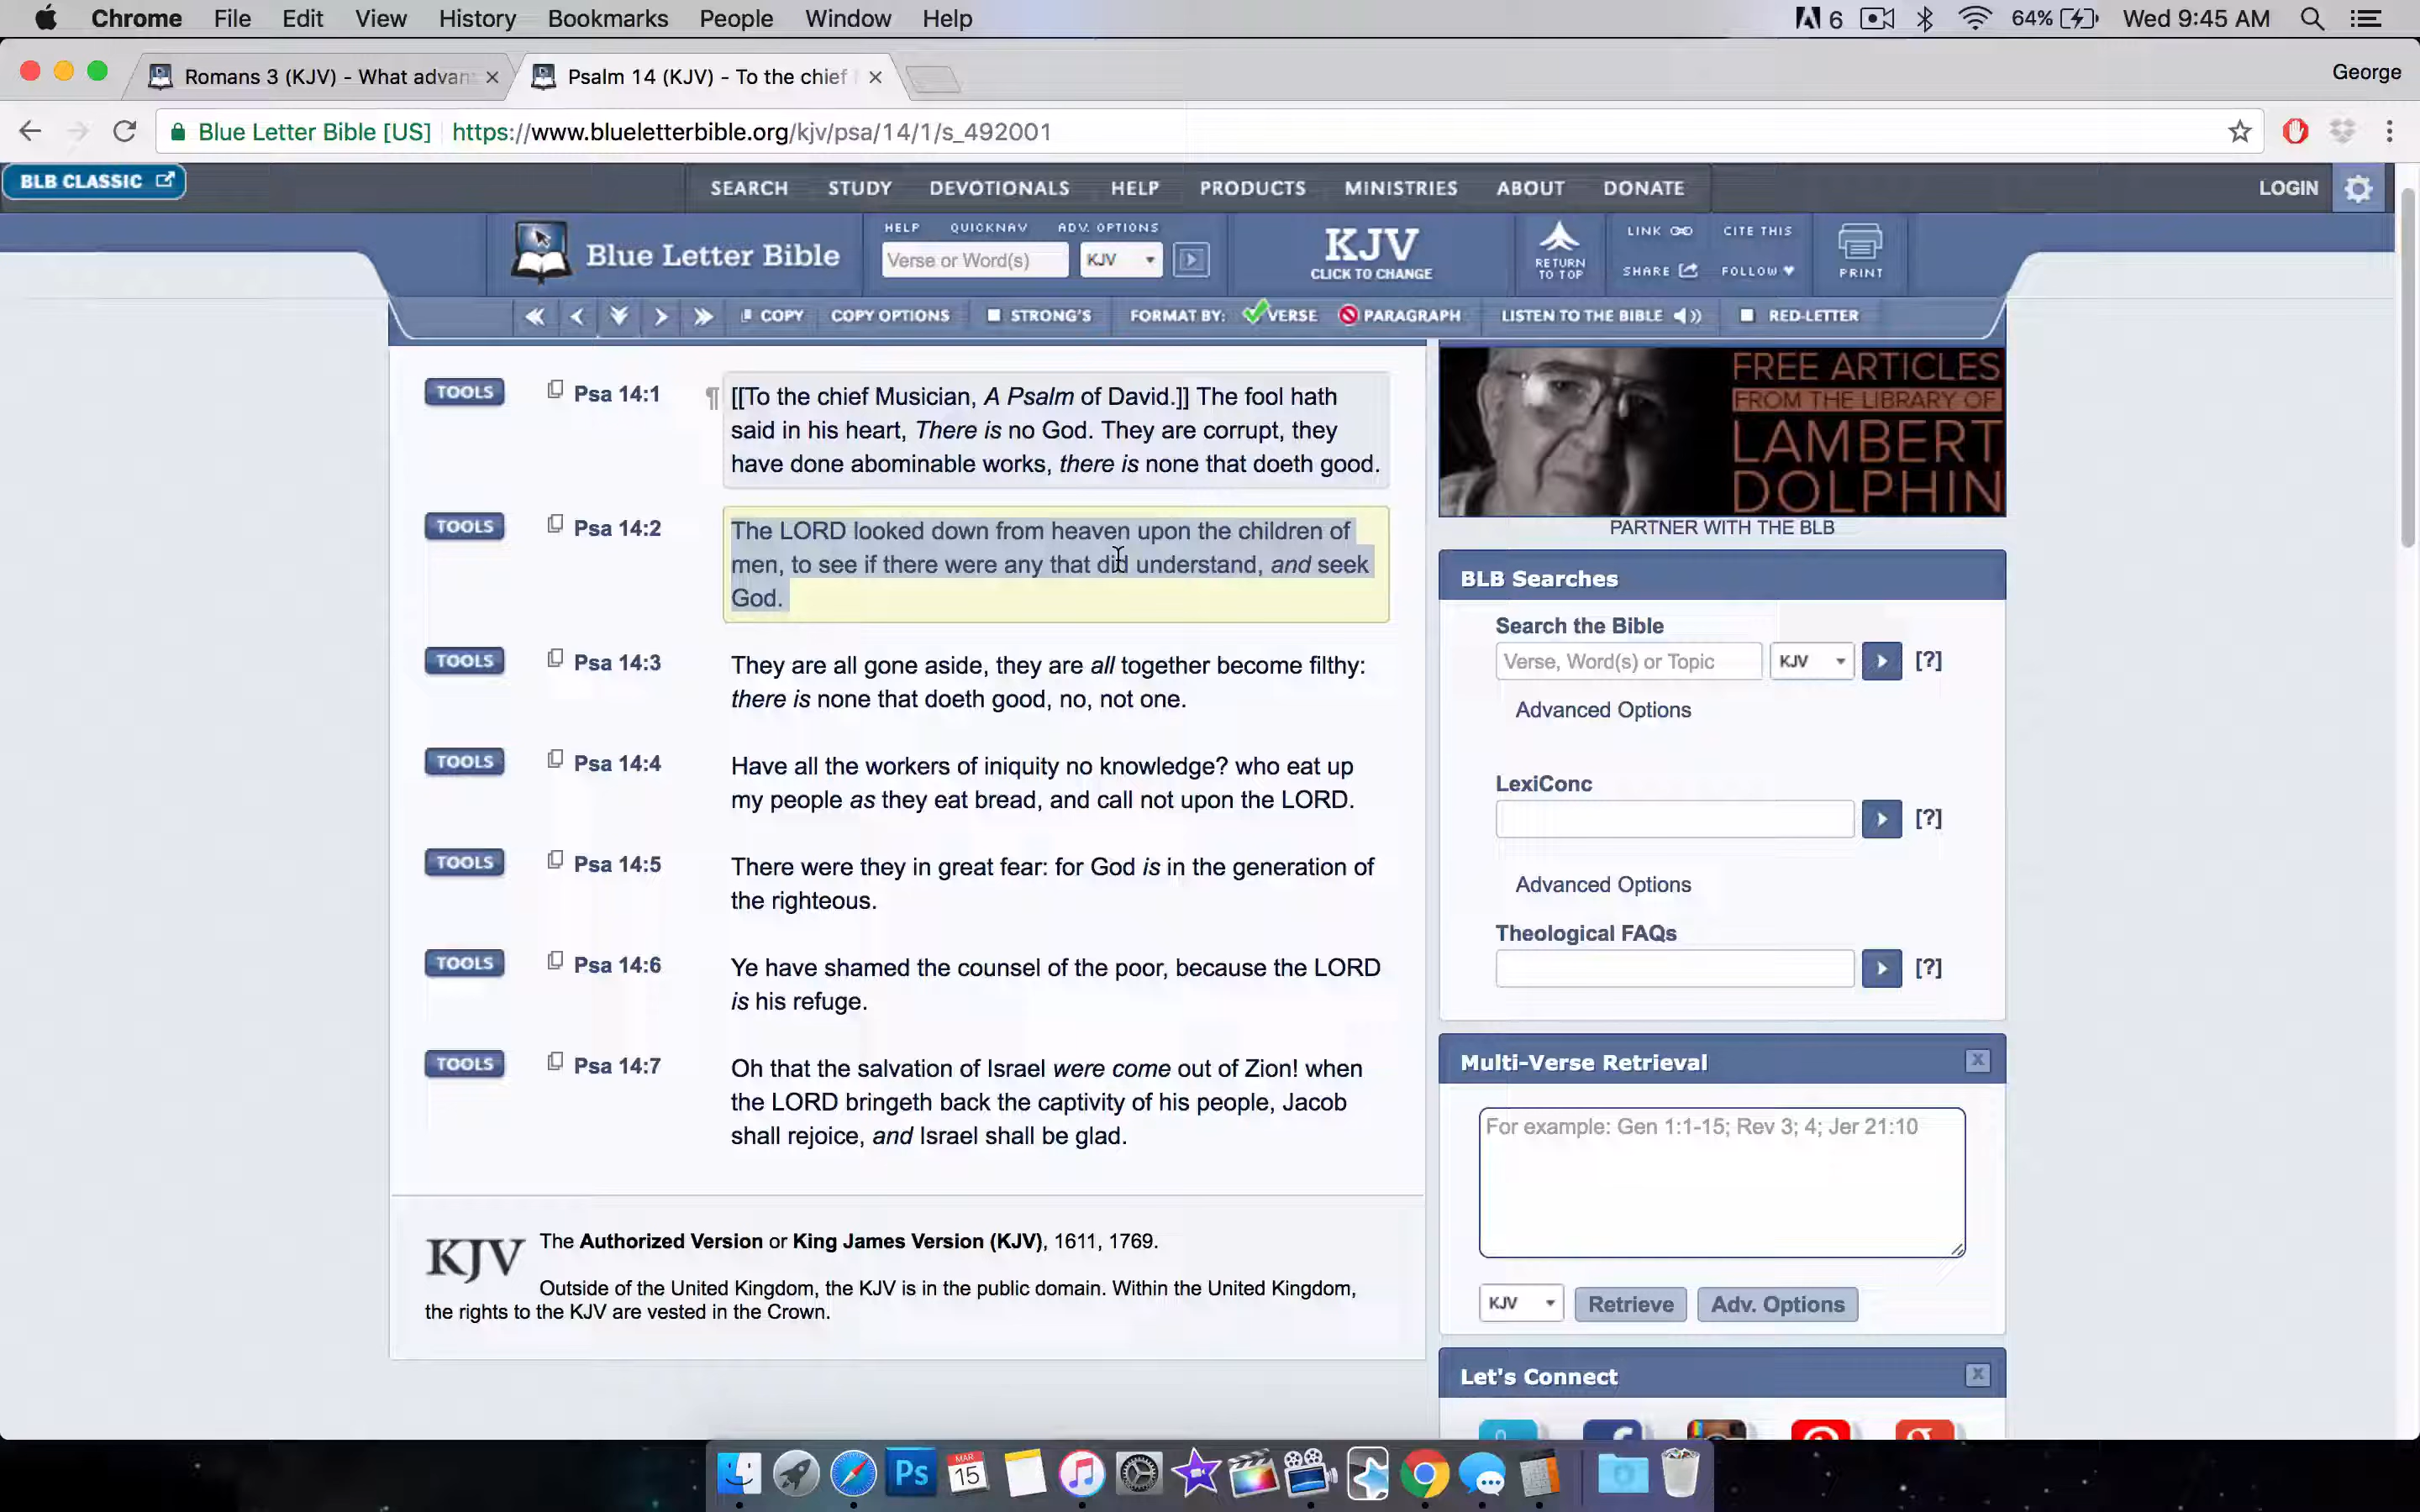 Chrome File Edit View History Bookmarks People Window Help
6 64% Wed 9:45 AM
Romans 3 (KJV) - What advan
Psalm 14 (KJV) - To the chief
George
Blue Letter Bible [US] https://www.blueletterbible.org/kjv/psa/14/1/s_492001
BLB CLASSIC
SEARCH STUDY DEVOTIONALS HELP PRODUCTS MINISTRIES ABOUT DONATE
LOGIN
Blue Letter Bible
HELP QUICKNAV ADV. OPTIONS
Verse or Word(s) KJV
KJV
CLICK TO CHANGE
RETURN
TO TOP
LINK CITE THIS
SHARE FOLLOW
PRINT
COPY COPY OPTIONS STRONG'S FORMAT BY: VERSE PARAGRAPH LISTEN TO THE BIBLE RED-LETTER
TOOLS Psa 14:1 ¶ [[To the chief Musician, A Psalm of David.]] The fool hath
said in his heart, There is no God. They are corrupt, they
have done abominable works, there is none that doeth good.
TOOLS Psa 14:2 The LORD looked down from heaven upon the children of
men, to see if there were any that did understand, and seek
God.
TOOLS Psa 14:3 They are all gone aside, they are all together become filthy:
there is none that doeth good, no, not one.
TOOLS Psa 14:4 Have all the workers of iniquity no knowledge? who eat up
my people as they eat bread, and call not upon the LORD.
TOOLS Psa 14:5 There were they in great fear: for God is in the generation of
the righteous.
TOOLS Psa 14:6 Ye have shamed the counsel of the poor, because the LORD
is his refuge.
TOOLS Psa 14:7 Oh that the salvation of Israel were come out of Zion! when
the LORD bringeth back the captivity of his people, Jacob
shall rejoice, and Israel shall be glad.
KJV The Authorized Version or King James Version (KJV), 1611, 1769.
Outside of the United Kingdom, the KJV is in the public domain. Within the United Kingdom,
the rights to the KJV are vested in the Crown.
FREE ARTICLES
FROM THE LIBRARY OF
LAMBERT
DOLPHIN
PARTNER WITH THE BLB
BLB Searches
Search the Bible
Verse, Word(s) or Topic KJV [?]
Advanced Options
LexiConc
[?]
Advanced Options
Theological FAQs
[?]
Multi-Verse Retrieval X
For example: Gen 1:1-15; Rev 3; 4; Jer 21:10
KJV Retrieve Adv. Options
Let's Connect X
Ps MAR 15